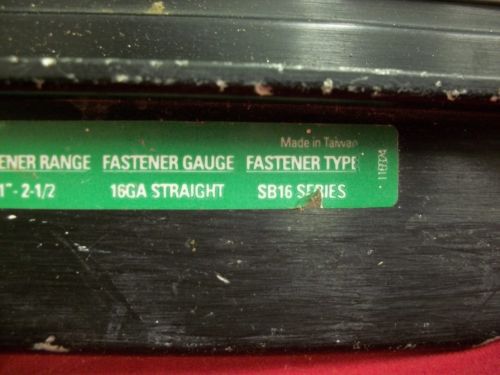 Made in Taiwan
ENER RANGE FASTENER GAUGE FASTENER TYPE
1"- 2-1/2 16GA STRAIGHT SB16 SERIES